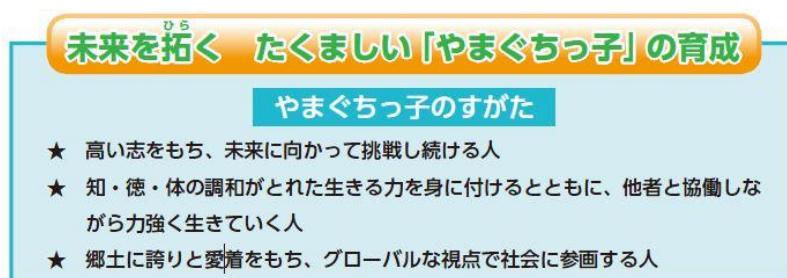 ひら
未来を拓く　たくましい「やまぐちっ子」の育成
やまぐちっ子のすがた
★　高い志をもち、未来に向かって挑戦し続ける人
★　知・徳・体の調和がとれた生きる力を身に付けるとともに、他者と協働しな
がら力強く生きていく人
★　郷土に誇りと愛着をもち、グローバルな視点で社会に参画する人